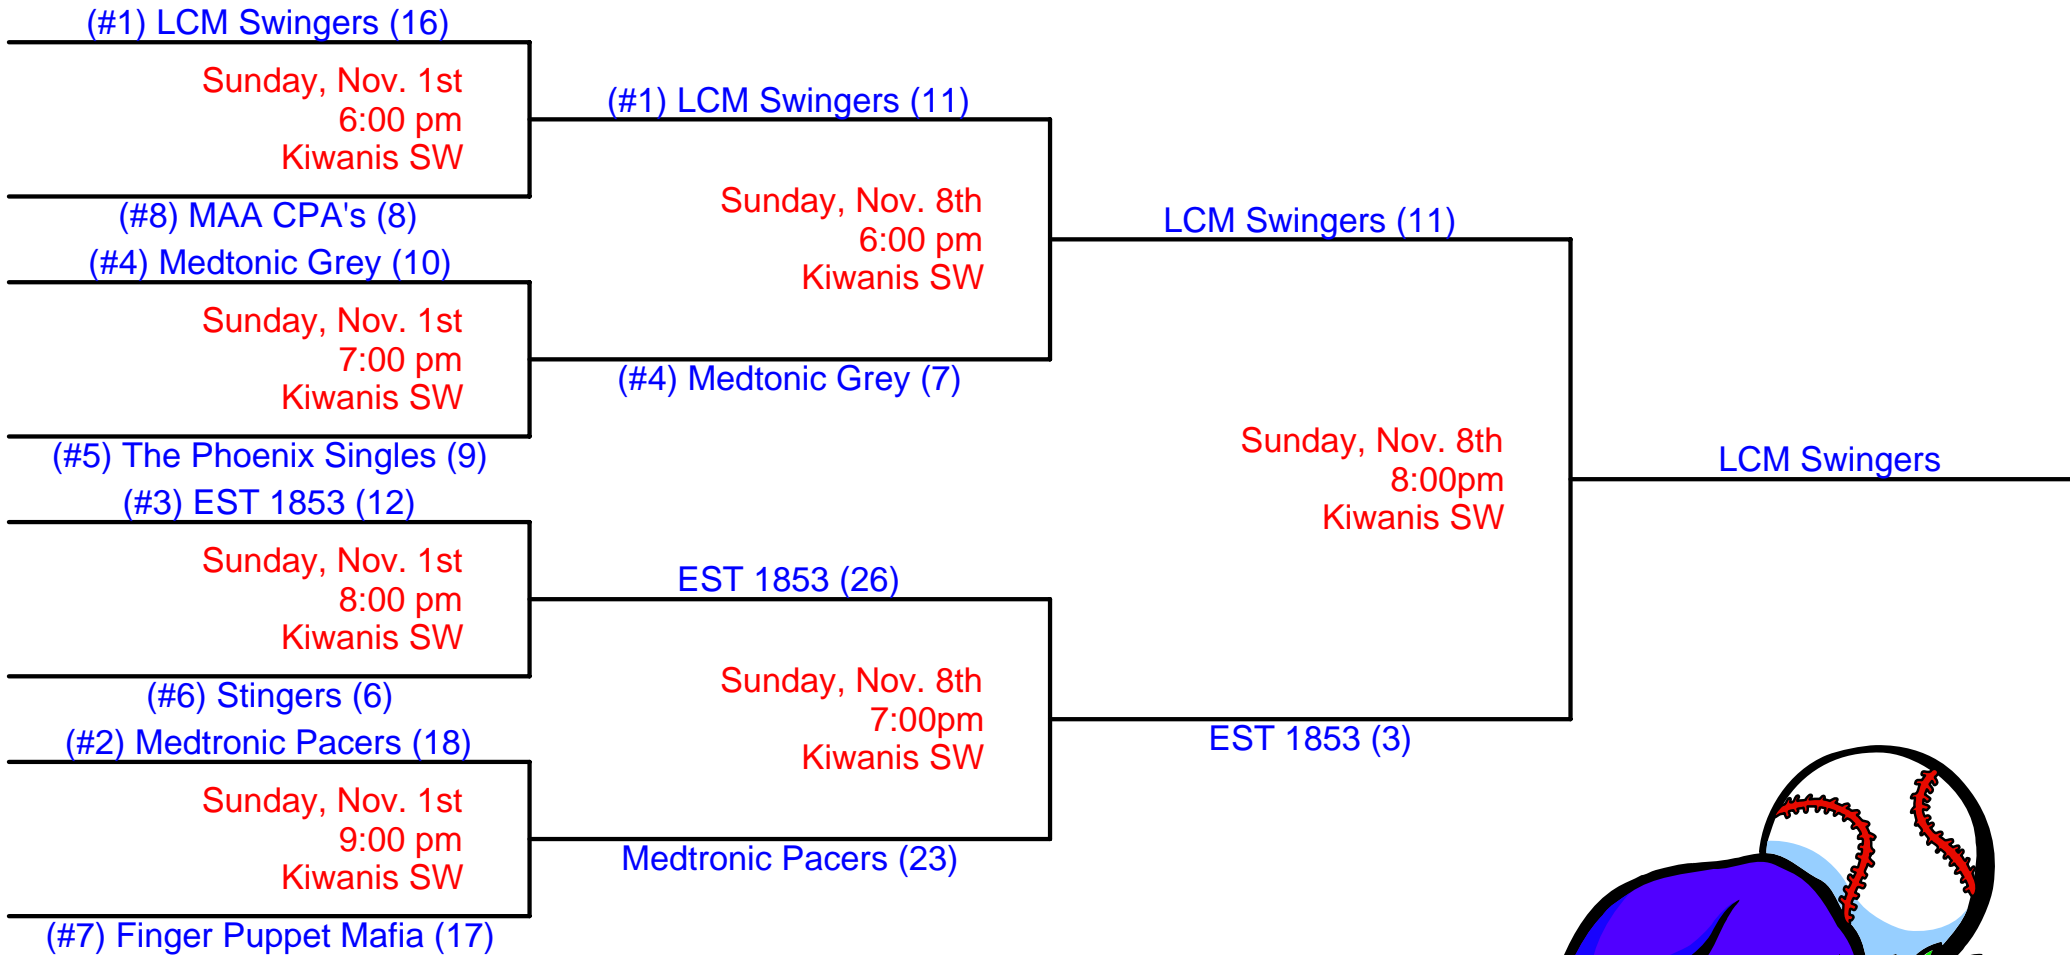 (#1) LCM Swingers (16)
Sunday, Nov. 1st
6:00 pm
Kiwanis SW
(#8) MAA CPA's (8)
(#4) Medtonic Grey (10)
Sunday, Nov. 1st
7:00 pm
Kiwanis SW
(#5) The Phoenix Singles (9)
(#3) EST 1853 (12)
Sunday, Nov. 1st
8:00 pm
Kiwanis SW
(#6) Stingers (6)
(#2) Medtronic Pacers (18)
Sunday, Nov. 1st
9:00 pm
Kiwanis SW
(#7) Finger Puppet Mafia (17)
(#1) LCM Swingers (11)
Sunday, Nov. 8th
6:00 pm
Kiwanis SW
(#4) Medtonic Grey (7)
EST 1853 (26)
Sunday, Nov. 8th
7:00pm
Kiwanis SW
Medtronic Pacers (23)
LCM Swingers (11)
Sunday, Nov. 8th
8:00pm
Kiwanis SW
EST 1853 (3)
LCM Swingers